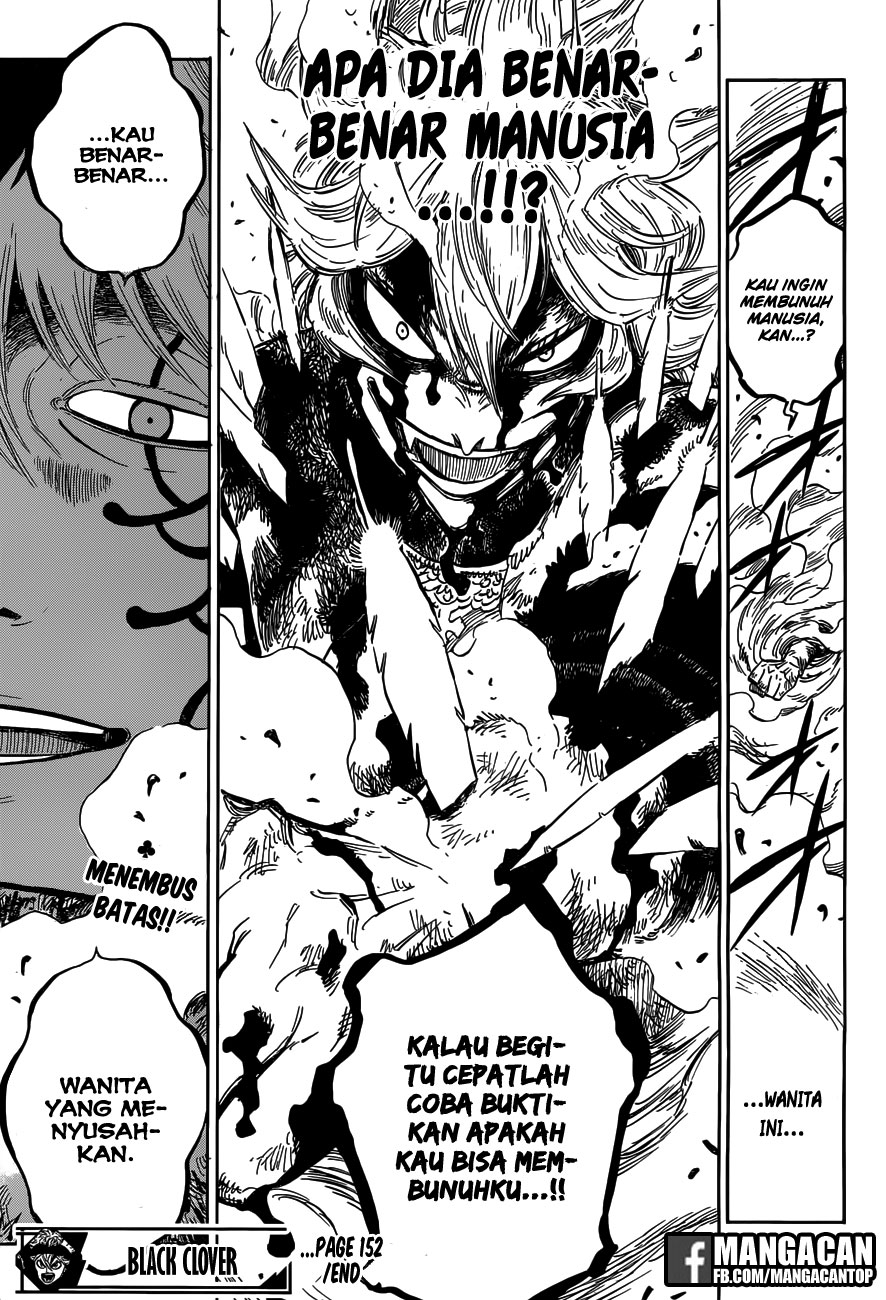 KAU INGIN
MEMBUNUH
MANUSIA,
KAN...?
...WANITA
INI...
APA DIA BENAR-
BENAR MANUSIA
...!!?
KALAU BEGI-
TU CEPATLAH
COBA BUKTI-
KAN APAKAH
KAU BISA MEM-
BUNUHKU...!!
...KAU
BENAR-
BENAR...
MENEMBUS
BATAS!!
WANITA
YANG ME-
NYUSAH-
KAN.
BLACK CLOVER
...PAGE 152
/END
f MANGACAN
FB.COM/MANGACANTOP